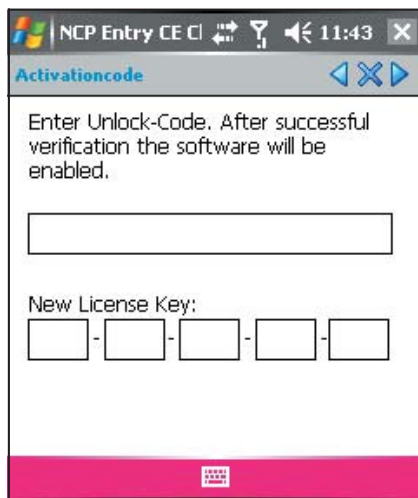 NCP Entry CE Cl 11:43
Activationcode
Enter Unlock-Code. After successful
verification the software will be
enabled.
New License Key:
- - - -